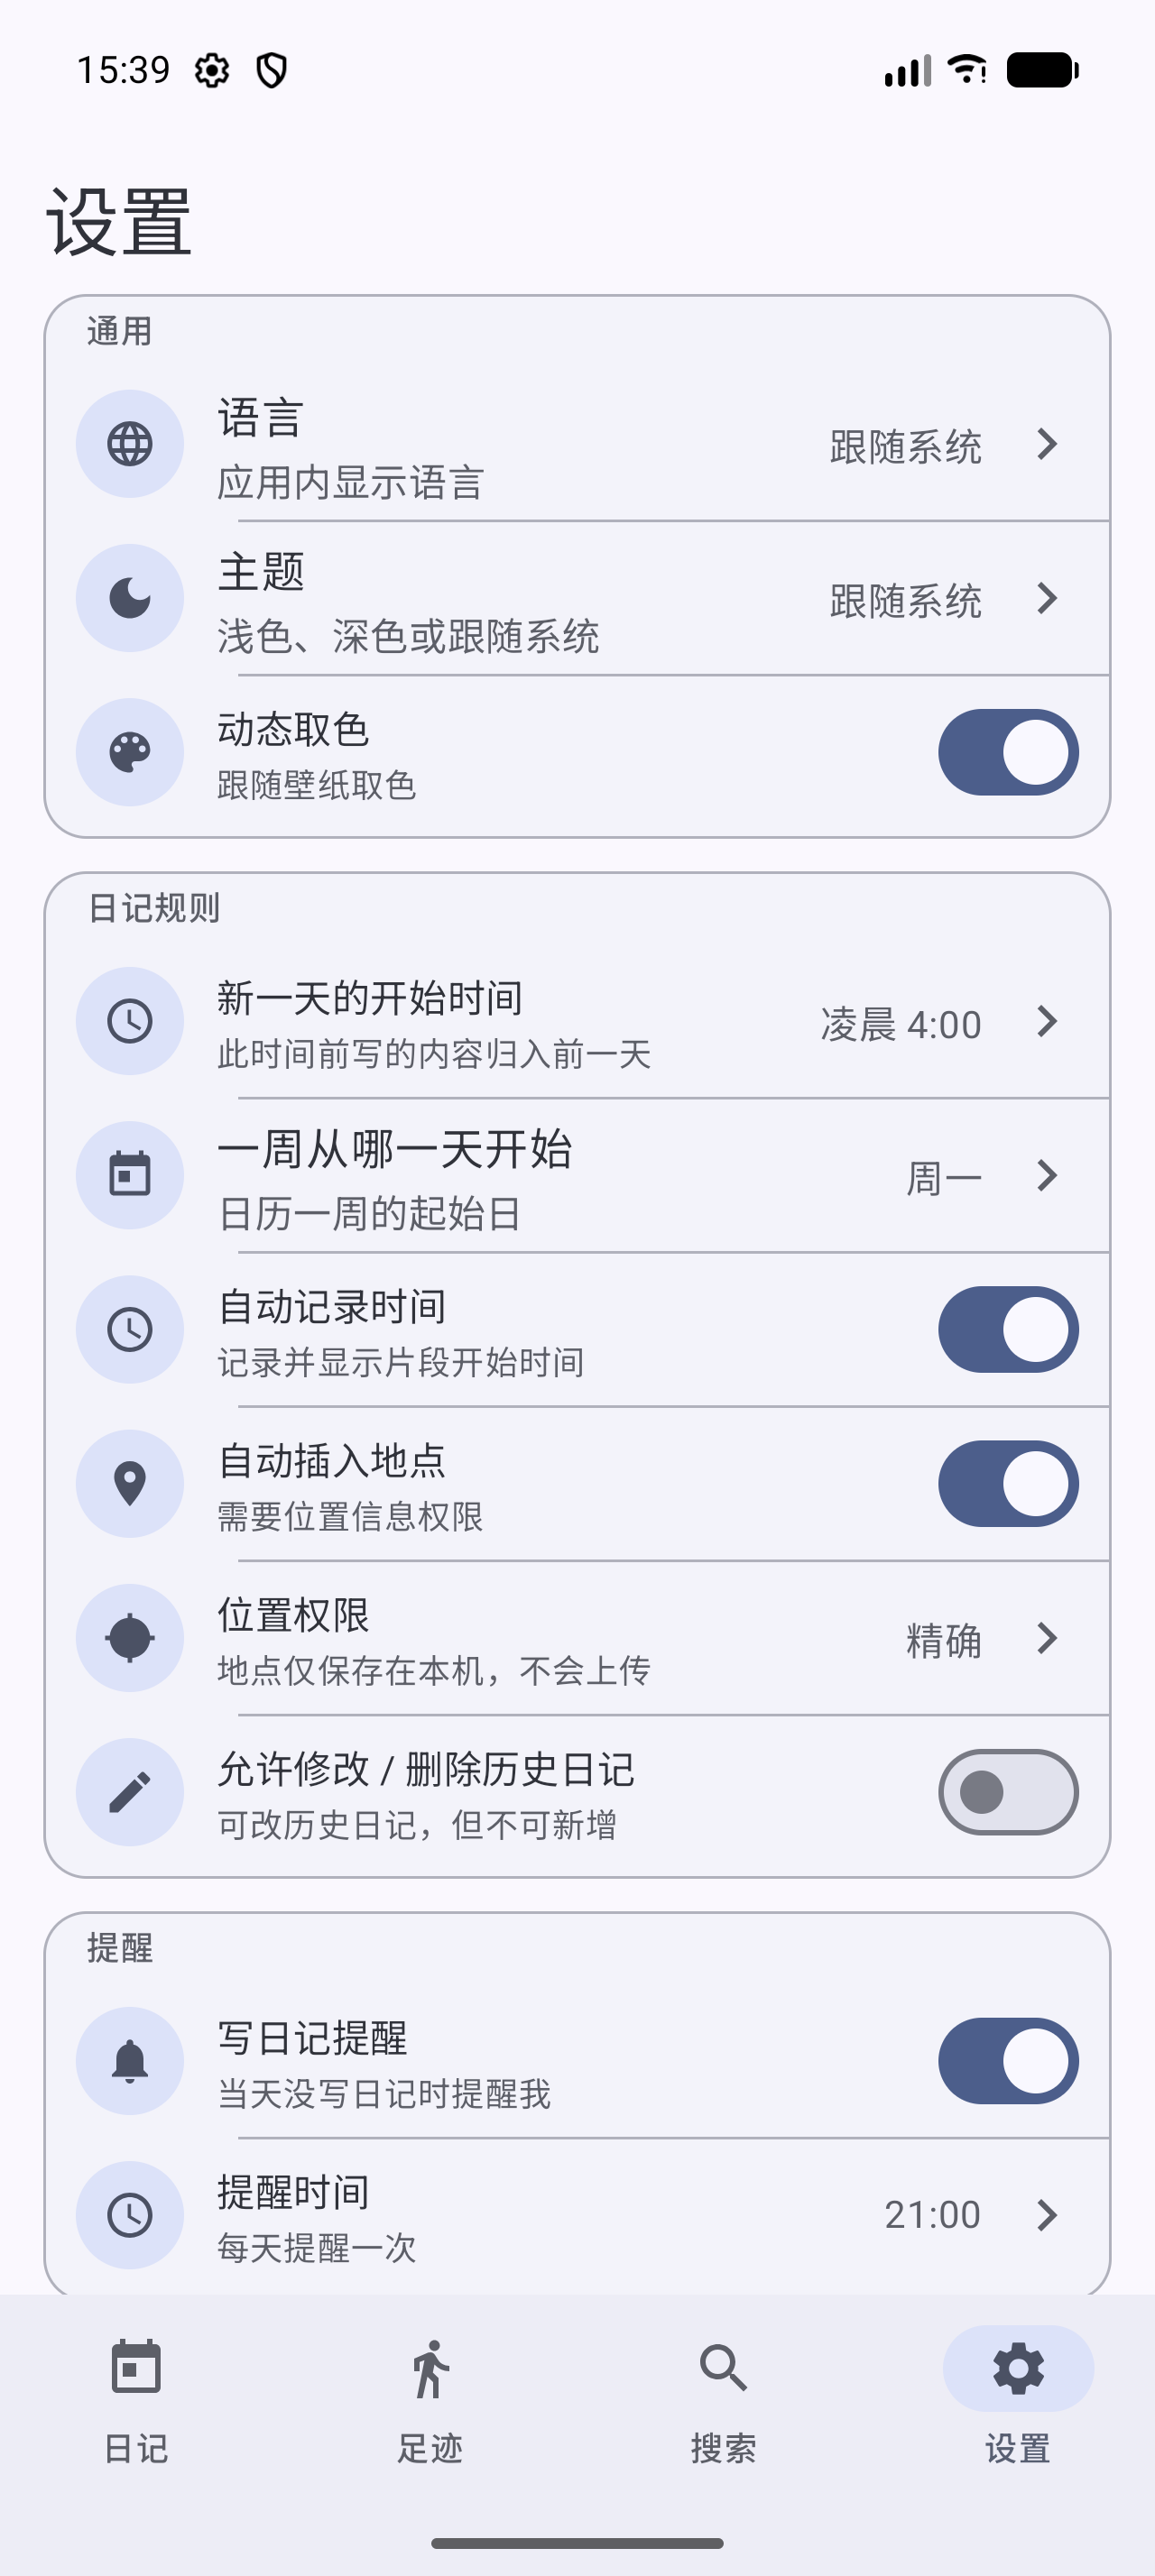 15:39
设置
通用
语言
应用内显示语言
跟随系统
主题
浅色、深色或跟随系统
跟随系统
动态取色
跟随壁纸取色
日记规则
新一天的开始时间
此时间前写的内容归入前一天
凌晨 4:00
一周从哪一天开始
日历一周的起始日
周一
自动记录时间
记录并显示片段开始时间
自动插入地点
需要位置信息权限
位置权限
地点仅保存在本机，不会上传
精确
允许修改 / 删除历史日记
可改历史日记，但不可新增
提醒
写日记提醒
当天没写日记时提醒我
提醒时间
每天提醒一次
21:00
日记
足迹
搜索
设置